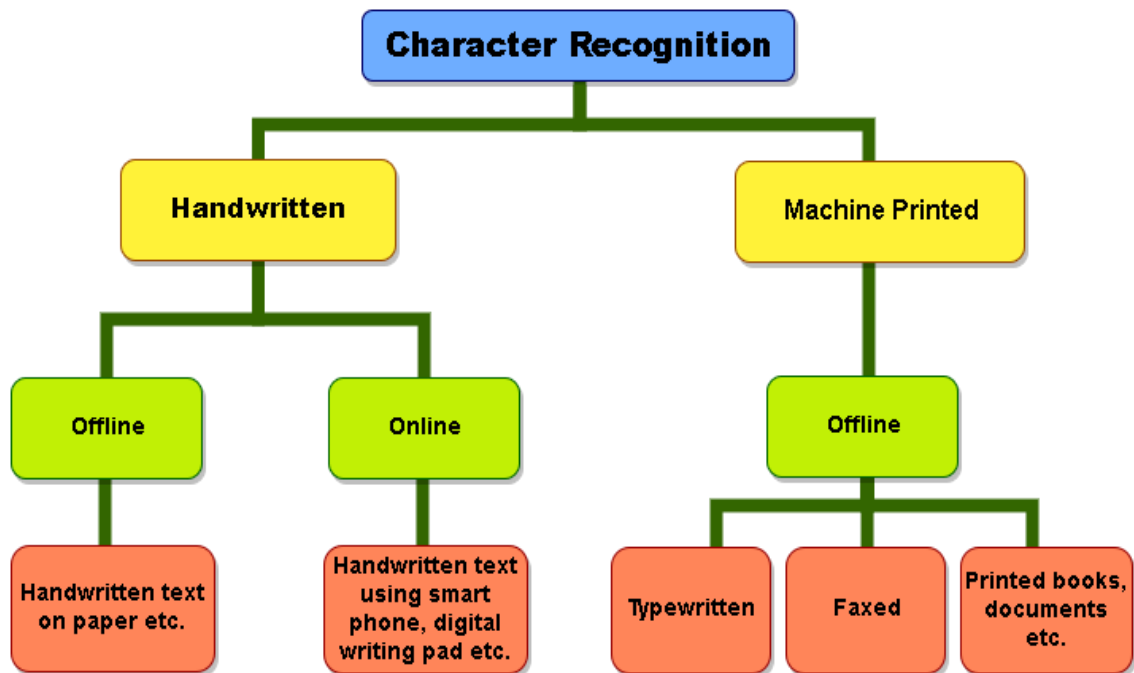 Character Recognition
Handwritten
Machine Printed
Offline
Online
Offline
Handwritten text
on paper etc.
Handwritten text
using smart
phone, digital
writing pad etc.
Typewritten
Faxed
Printed books,
documents
etc.